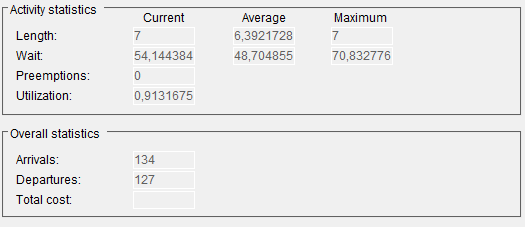 Activity statistics
Current Average Maximum
Length: 7 6,3921728 7
Wait: 54,144384 48,704855 70,832776
Preemptions: 0
Utilization: 0,9131675
Overall statistics
Arrivals: 134
Departures: 127
Total cost: